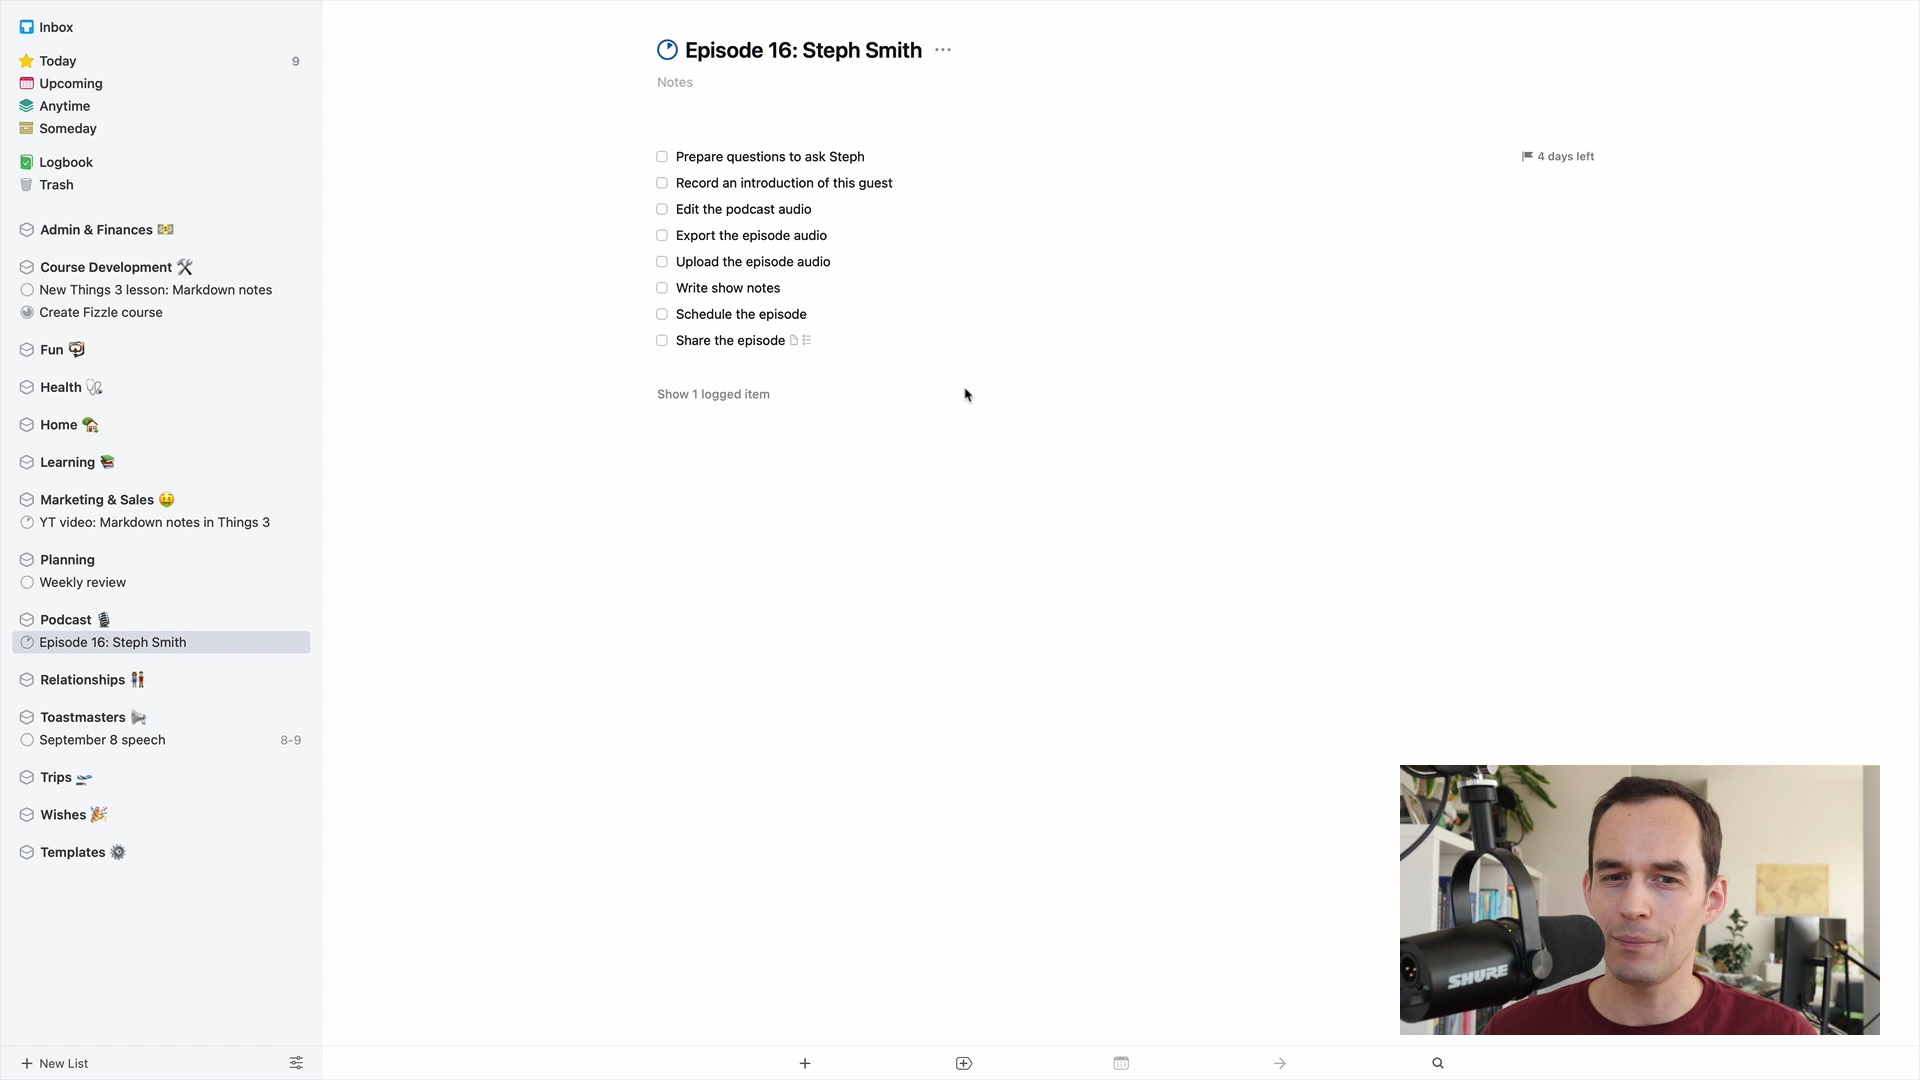 Inbox
Today 9
Upcoming
Anytime
Someday
Logbook
Trash
Admin & Finances
Course Development
New Things 3 lesson: Markdown notes
Create Fizzle course
Fun
Health
Home
Learning
Marketing & Sales
YT video: Markdown notes in Things 3
Planning
Weekly review
Podcast
Episode 16: Steph Smith
Relationships
Toastmasters
September 8 speech 8-9
Trips
Wishes
Templates
New List
Episode 16: Steph Smith
Notes
Prepare questions to ask Steph 4 days left
Record an introduction of this guest
Edit the podcast audio
Export the episode audio
Upload the episode audio
Write show notes
Schedule the episode
Share the episode
Show 1 logged item
SHURE